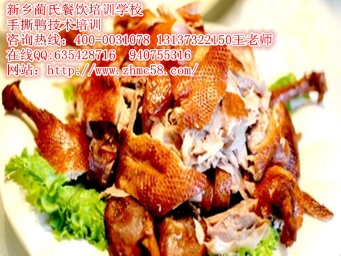 新乡蔺氏餐饮培训学校
手撕鸭技术培训
咨询热线：400-0031078 13137322150王老师
在线QQ:635428716 940755316
网站：http://www.zhmc58.com/